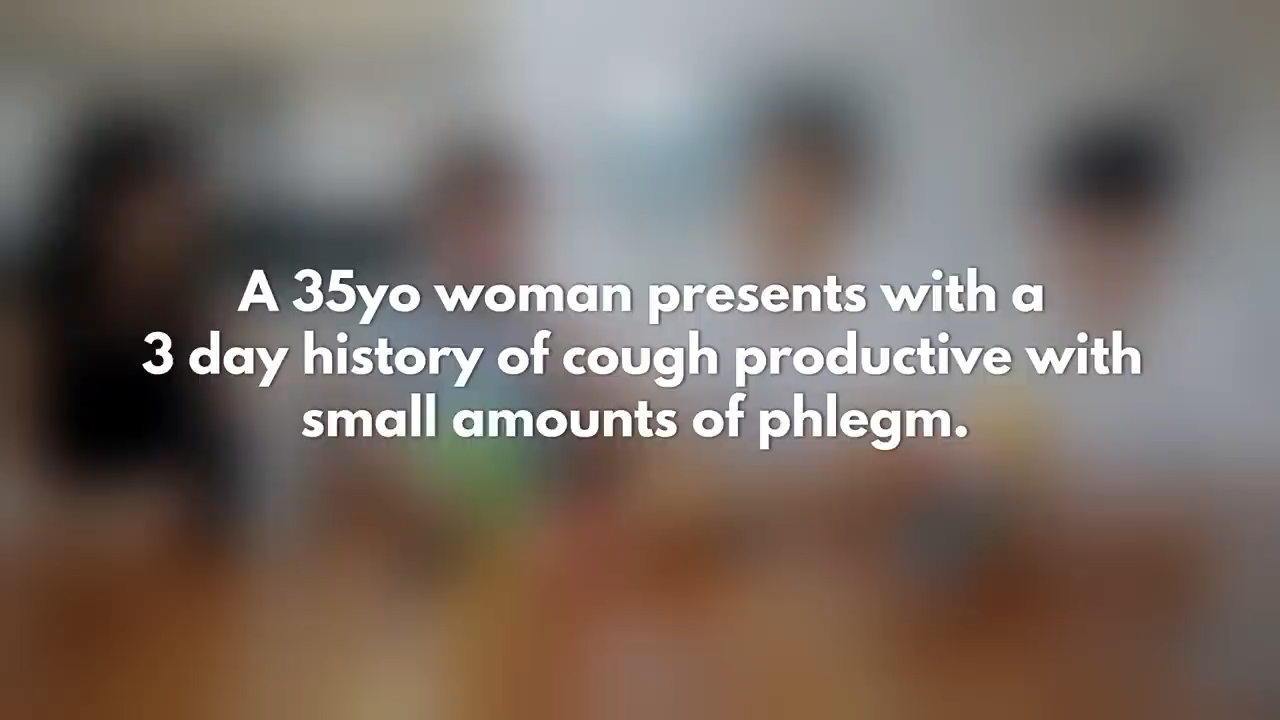 A 35yo woman presents with a
3 day history of cough productive with
small amounts of phlegm.